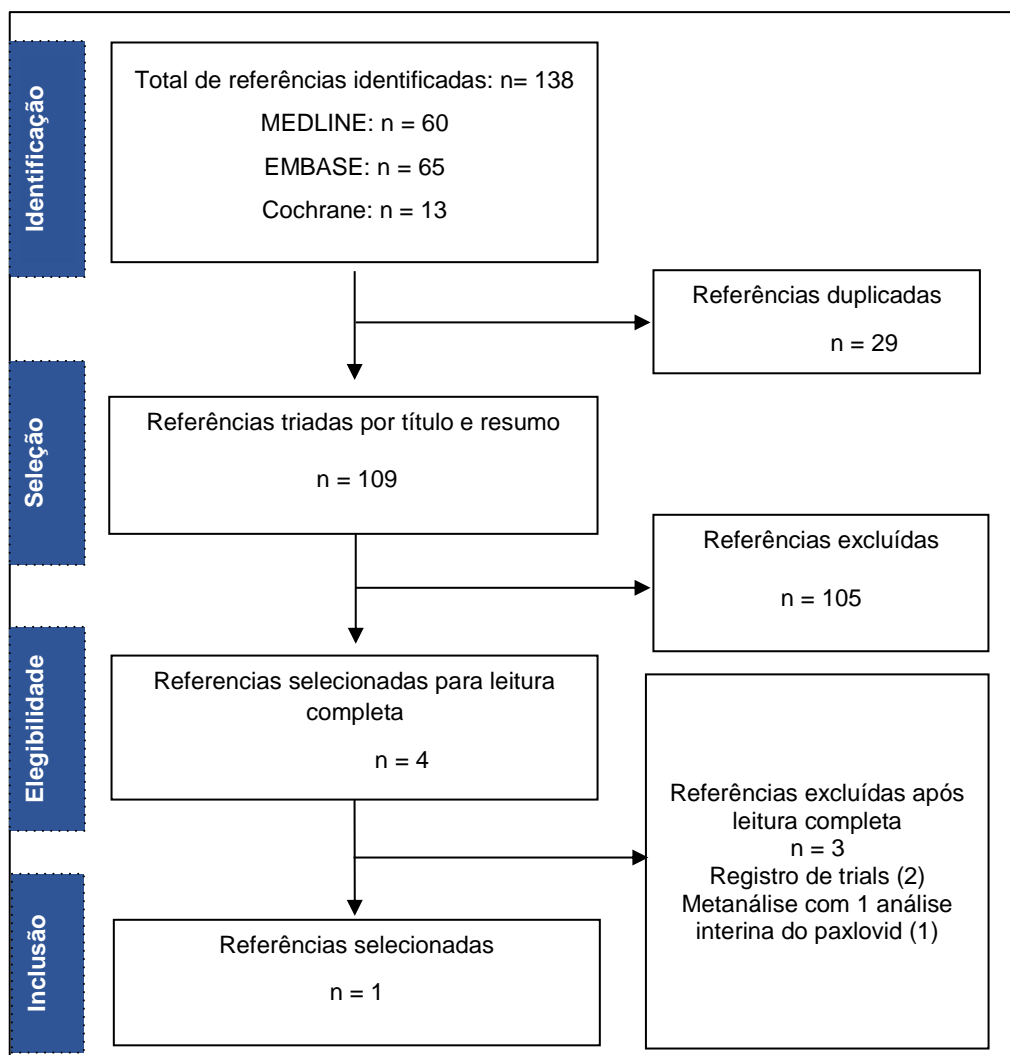 Identificação
Total de referências identificadas: n= 138
MEDLINE: n = 60
EMBASE: n = 65
Cochrane: n = 13
Referências duplicadas
n = 29
Seleção
Referências triadas por título e resumo
n = 109
Referências excluídas
n = 105
Elegibilidade
Referencias selecionadas para leitura
completa
n = 4
Referências excluídas após
leitura completa
n = 3
Registro de trials (2)
Metanálise com 1 análise
interina do paxlovid (1)
Inclusão
Referências selecionadas
n = 1